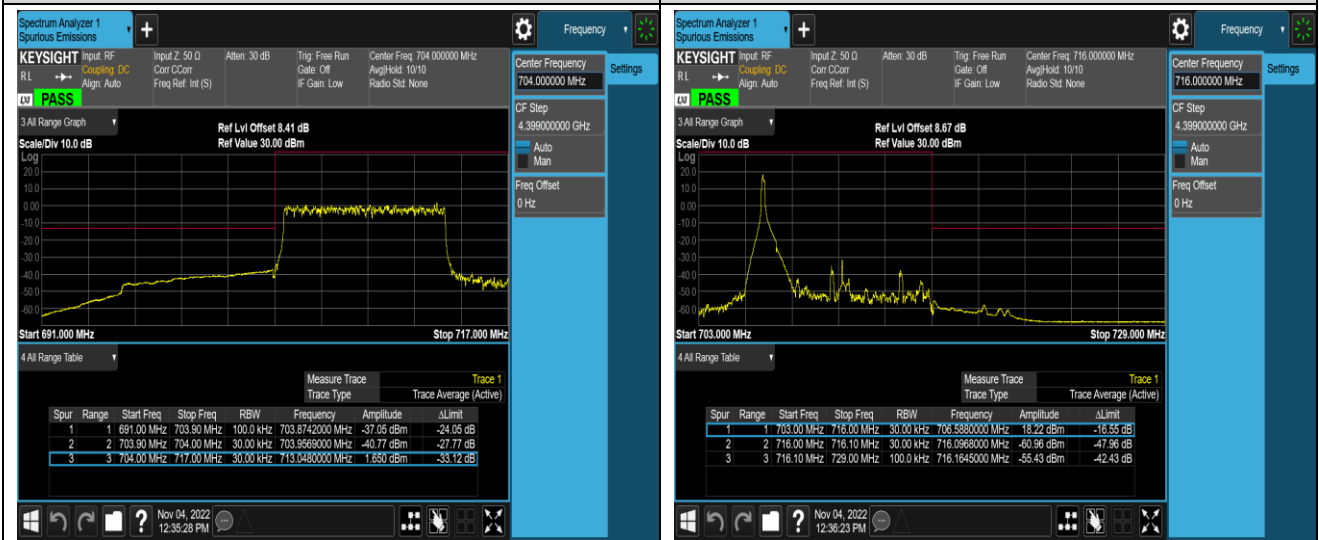 Spectrum Analyzer 1
Spurious Emissions
+
Frequency
KEYSIGHT
R L
LXI
PASS
Input: RF
Coupling: DC
Align: Auto
Input Z: 50 Ω
Corr CCorr
Freq Ref: Int (S)
Atten: 30 dB
Trig: Free Run
Gate: Off
IF Gain: Low
Center Freq: 704.000000 MHz
Avg|Hold: 10/10
Radio Std: None
Center Frequency
704.000000 MHz
Settings
CF Step
4.399000000 GHz
Auto
Man
Freq Offset
0 Hz
3 All Range Graph
Ref Lvl Offset 8.41 dB
Scale/Div 10.0 dB
Ref Value 30.00 dBm
Log
20.0
10.0
0.00
-10.0
-20.0
-30.0
-40.0
-50.0
-60.0
Start 691.000 MHz
Stop 717.000 MHz
4 All Range Table
Measure Trace Trace 1
Trace Type Trace Average (Active)
Spur Range Start Freq Stop Freq RBW Frequency Amplitude ΔLimit
1 1 691.00 MHz 703.90 MHz 100.0 kHz 703.8742000 MHz -37.05 dBm -24.05 dB
2 2 703.90 MHz 704.00 MHz 30.00 kHz 703.9569000 MHz -40.77 dBm -27.77 dB
3 3 704.00 MHz 717.00 MHz 30.00 kHz 713.0480000 MHz 1.650 dBm -33.12 dB
?
Nov 04, 2022
12:35:28 PM
Spectrum Analyzer 1
Spurious Emissions
+
Frequency
KEYSIGHT
R L
LXI
PASS
Input: RF
Coupling: DC
Align: Auto
Input Z: 50 Ω
Corr CCorr
Freq Ref: Int (S)
Atten: 30 dB
Trig: Free Run
Gate: Off
IF Gain: Low
Center Freq: 716.000000 MHz
Avg|Hold: 10/10
Radio Std: None
Center Frequency
716.000000 MHz
Settings
CF Step
4.399000000 GHz
Auto
Man
Freq Offset
0 Hz
3 All Range Graph
Ref Lvl Offset 8.67 dB
Scale/Div 10.0 dB
Ref Value 30.00 dBm
Log
20.0
10.0
0.00
-10.0
-20.0
-30.0
-40.0
-50.0
-60.0
Start 703.000 MHz
Stop 729.000 MHz
4 All Range Table
Measure Trace Trace 1
Trace Type Trace Average (Active)
Spur Range Start Freq Stop Freq RBW Frequency Amplitude ΔLimit
1 1 703.00 MHz 716.00 MHz 30.00 kHz 706.5880000 MHz 18.22 dBm -16.55 dB
2 2 716.00 MHz 716.10 MHz 30.00 kHz 716.0968000 MHz -60.96 dBm -47.96 dB
3 3 716.10 MHz 729.00 MHz 100.0 kHz 716.1645000 MHz -55.43 dBm -42.43 dB
?
Nov 04, 2022
12:36:23 PM